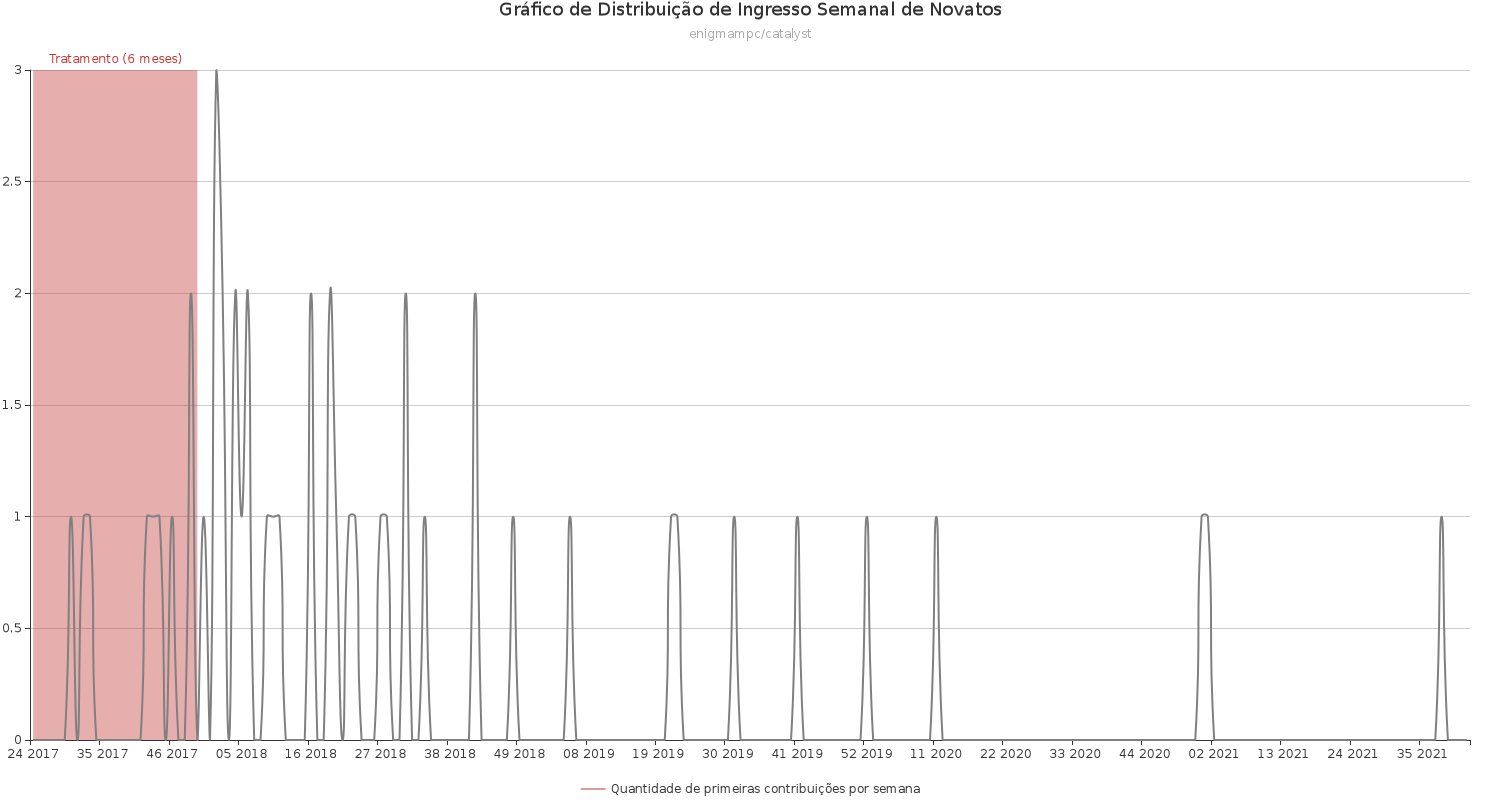 Gráfico de Distribuição de Ingresso Semanal de Novatos
enigmampc/catalyst
Tratamento (6 meses)
3
2.5
2
1.5
1
0.5
0
24 2017 35 2017 46 2017 05 2018 16 2018 27 2018 38 2018 49 2018 08 2019 19 2019 30 2019 41 2019 52 2019 11 2020 22 2020 33 2020 44 2020 02 2021 13 2021 24 2021 35 2021
Quantidade de primeiras contribuições por semana